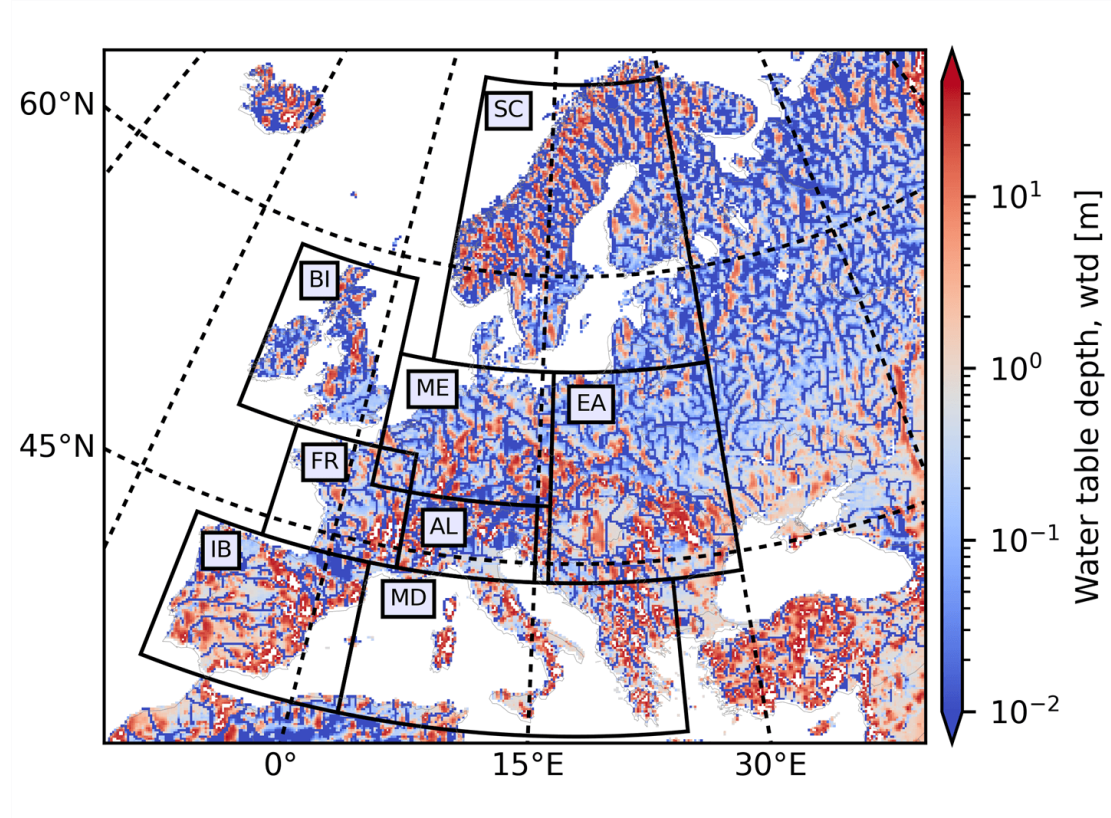 60°N
45°N
0°
15°E
30°E
SC
BI
ME
EA
FR
AL
IB
MD
10¹
10⁰
10⁻¹
10⁻²
Water table depth, wtd [m]